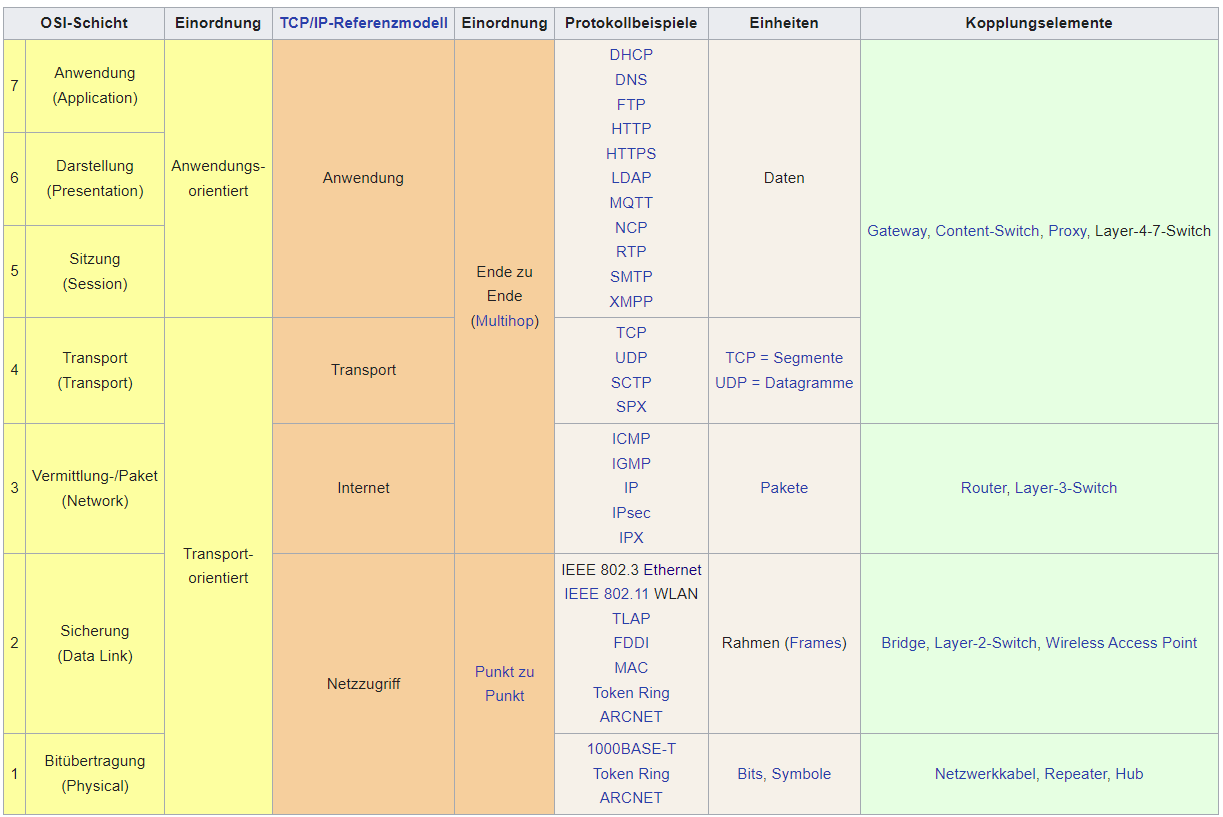 OSI-Schicht Einordnung TCP/IP-Referenzmodell Einordnung Protokollbeispiele Einheiten Kopplungselemente
7
Anwendung
(Application)
6
Darstellung
(Presentation)
5
Sitzung
(Session)
Anwendungs-
orientiert
Anwendung
Ende zu
Ende
(Multihop)
DHCP
DNS
FTP
HTTP
HTTPS
LDAP
MQTT
NCP
RTP
SMTP
XMPP
Daten
Gateway, Content-Switch, Proxy, Layer-4-7-Switch
4
Transport
(Transport)
Transport-
orientiert
Transport
TCP
UDP
SCTP
SPX
TCP = Segmente
UDP = Datagramme
3
Vermittlung-/Paket
(Network)
Internet
ICMP
IGMP
IP
IPsec
IPX
Pakete
Router, Layer-3-Switch
2
Sicherung
(Data Link)
Netzzugriff
Punkt zu
Punkt
IEEE 802.3 Ethernet
IEEE 802.11 WLAN
TLAP
FDDI
MAC
Token Ring
ARCNET
Rahmen (Frames)
Bridge, Layer-2-Switch, Wireless Access Point
1
Bitübertragung
(Physical)
1000BASE-T
Token Ring
ARCNET
Bits, Symbole
Netzwerkkabel, Repeater, Hub